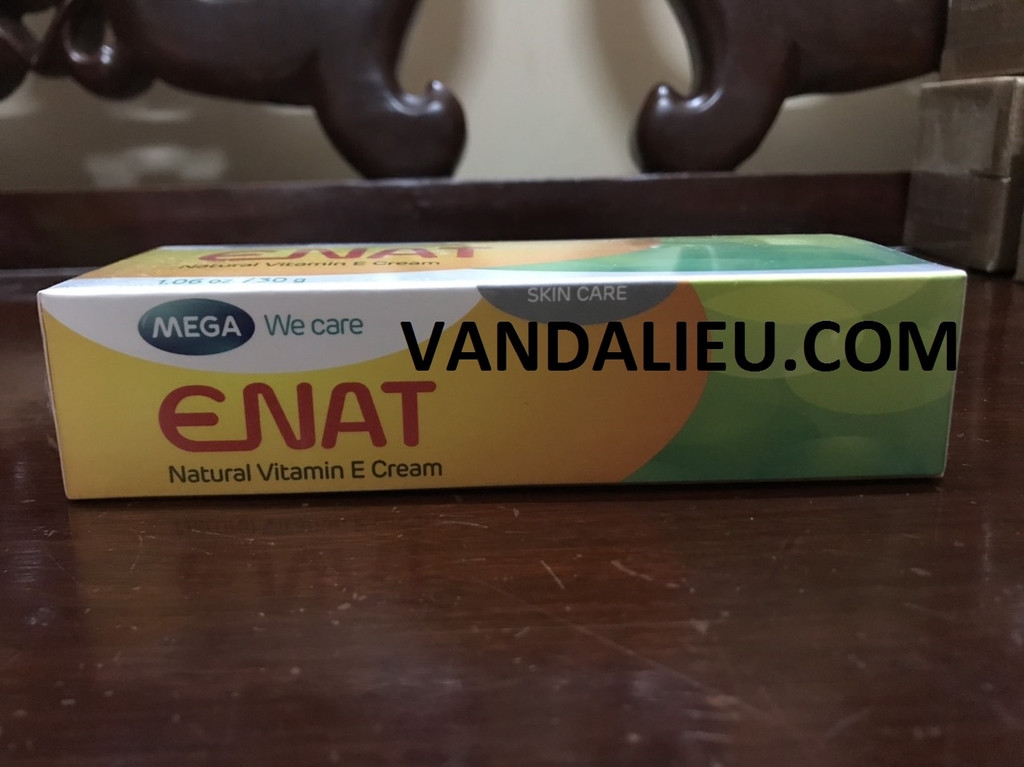 ENAT
Natural Vitamin E Cream
1.06 oz / 30 g
SKIN CARE
MEGA We care
VANDALIEU.COM
ENAT
Natural Vitamin E Cream